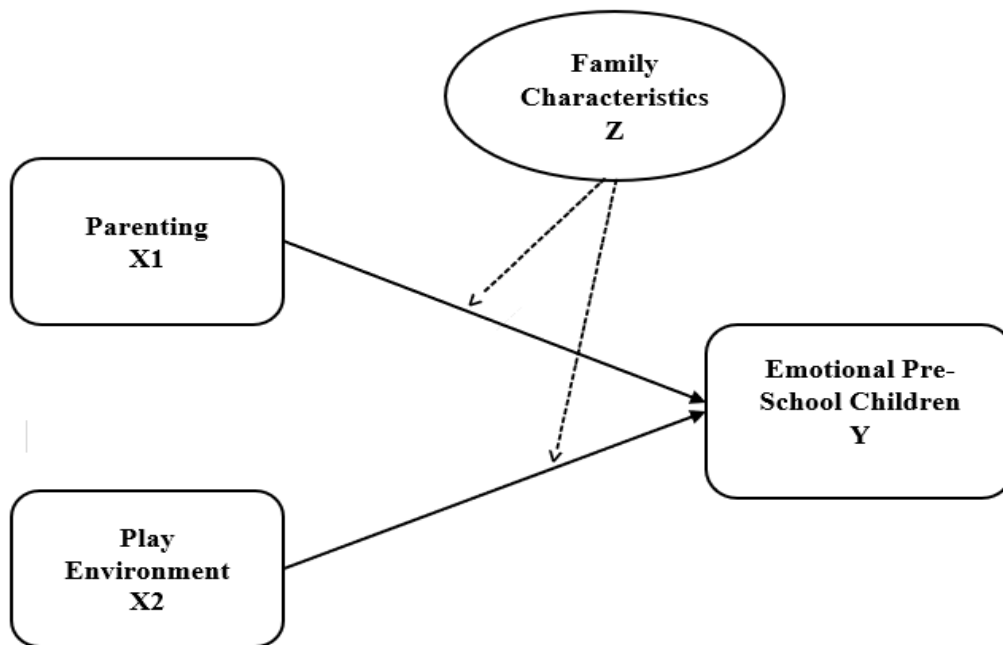 Family
Characteristics
Z
Parenting
X1
Emotional Pre-
School Children
Y
Play
Environment
X2